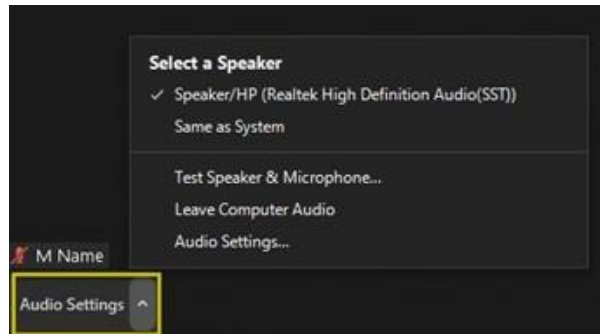 Select a Speaker
Speaker/HP (Realtek High Definition Audio(SST))
Same as System
Test Speaker & Microphone...
Leave Computer Audio
Audio Settings...
M Name
Audio Settings